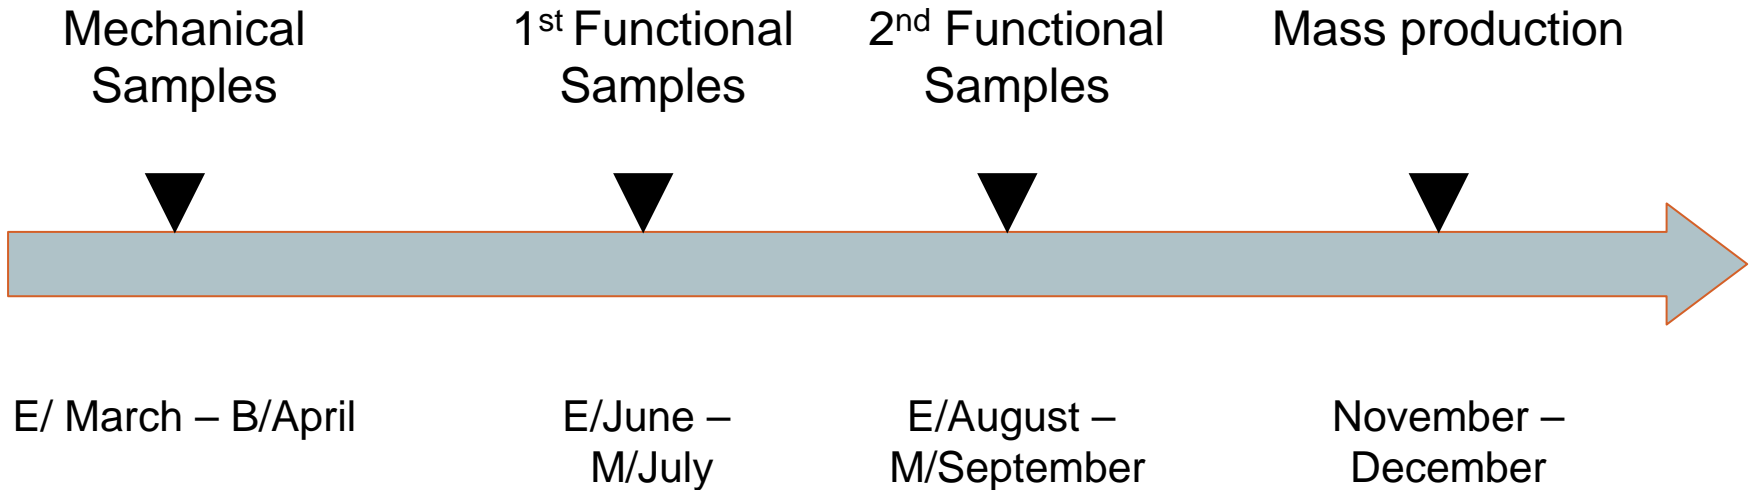 Mechanical
Samples
1st Functional
Samples
2nd Functional
Samples
Mass production
E/ March – B/April
E/June –
M/July
E/August –
M/September
November –
December